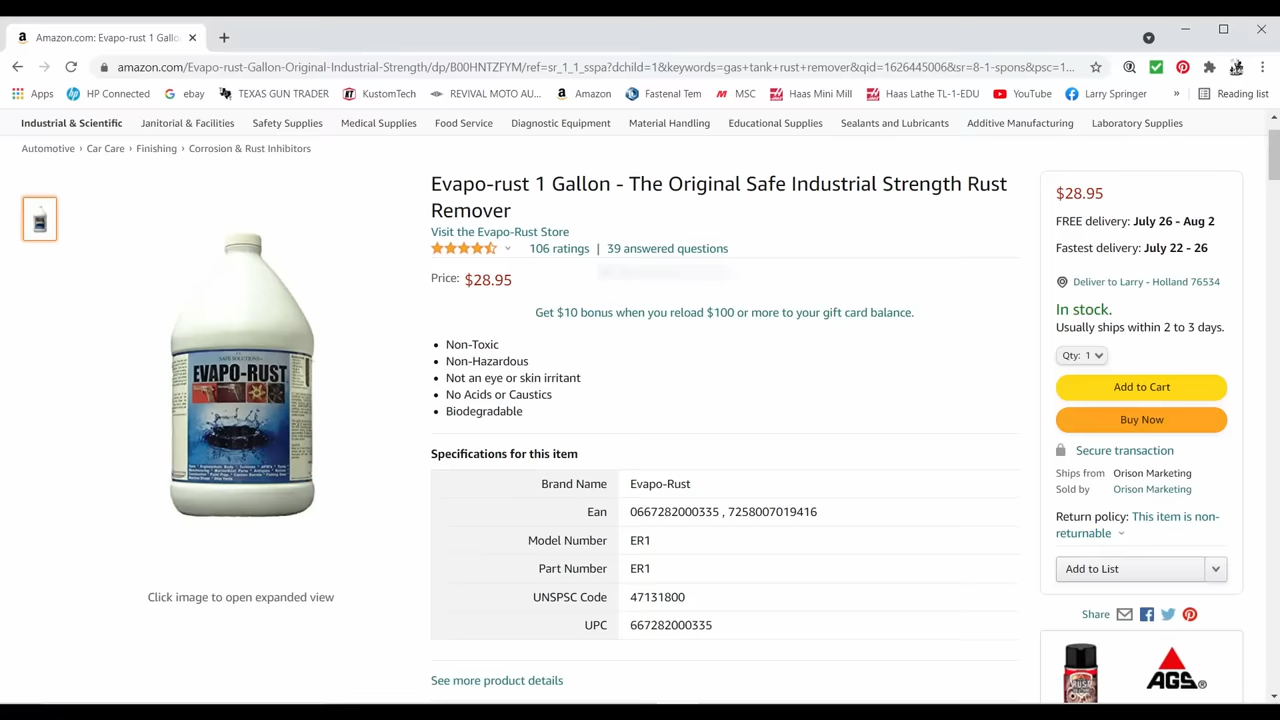 Amazon.com: Evapo-rust 1 Gallo
amazon.com/Evapo-rust-Gallon-Original-Industrial-Strength/dp/B00HNTZFYM/ref=sr_1_1_sspa?dchild=1&keywords=gas+tank+rust+remover&qid=1626445006&sr=8-1-spons&psc=1...
Apps HP Connected ebay TEXAS GUN TRADER KustomTech REVIVAL MOTO AU... Amazon Fastenal Tem MSC Haas Mini Mill Haas Lathe TL-1-EDU YouTube Larry Springer » Reading list
Industrial & Scientific Janitorial & Facilities Safety Supplies Medical Supplies Food Service Diagnostic Equipment Material Handling Educational Supplies Sealants and Lubricants Additive Manufacturing Laboratory Supplies
Automotive › Car Care › Finishing › Corrosion & Rust Inhibitors
Evapo-rust 1 Gallon - The Original Safe Industrial Strength Rust
Remover
Visit the Evapo-Rust Store
106 ratings | 39 answered questions
Price: $28.95
Get $10 bonus when you reload $100 or more to your gift card balance.
• Non-Toxic
• Non-Hazardous
• Not an eye or skin irritant
• No Acids or Caustics
• Biodegradable
Specifications for this item
Brand Name Evapo-Rust
Ean 0667282000335 , 7258007019416
Model Number ER1
Part Number ER1
UNSPSC Code 47131800
UPC 667282000335
See more product details
SAFE SOLUTIONS
EVAPO-RUST
Click image to open expanded view
$28.95
FREE delivery: July 26 - Aug 2
Fastest delivery: July 22 - 26
Deliver to Larry - Holland 76534
In stock.
Usually ships within 2 to 3 days.
Qty: 1
Add to Cart
Buy Now
Secure transaction
Ships from Orison Marketing
Sold by Orison Marketing
Return policy: This item is non-
returnable
Add to List
Share
RUST
AGS®